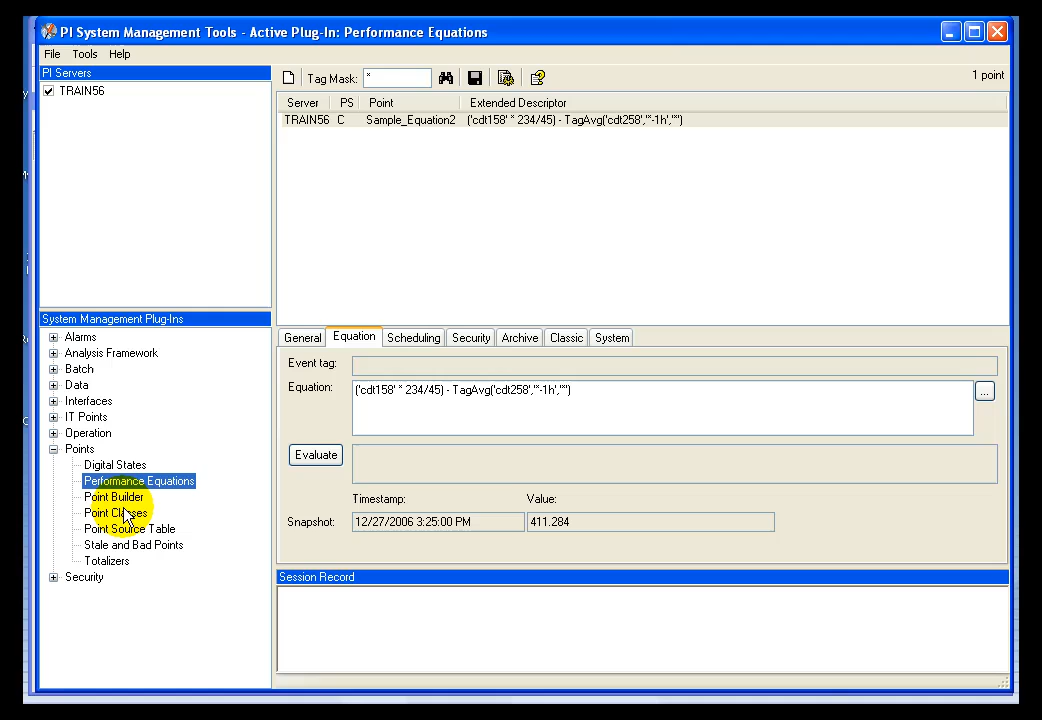 PI System Management Tools - Active Plug-In: Performance Equations
File Tools Help
PI Servers
TRAIN56
Tag Mask: *
1 point
Server PS Point Extended Descriptor
TRAIN56 C Sample_Equation2 ('cdt158' * 234/45) - TagAvg('cdt258','*-1h','*')
System Management Plug-Ins
Alarms
Analysis Framework
Batch
Data
Interfaces
IT Points
Operation
Points
Digital States
Performance Equations
Point Builder
Point Classes
Point Source Table
Stale and Bad Points
Totalizers
Security
General Equation Scheduling Security Archive Classic System
Event tag:
Equation: ('cdt158' * 234/45) - TagAvg('cdt258','*-1h','*')
...
Evaluate
Timestamp: Value:
Snapshot: 12/27/2006 3:25:00 PM 411.284
Session Record